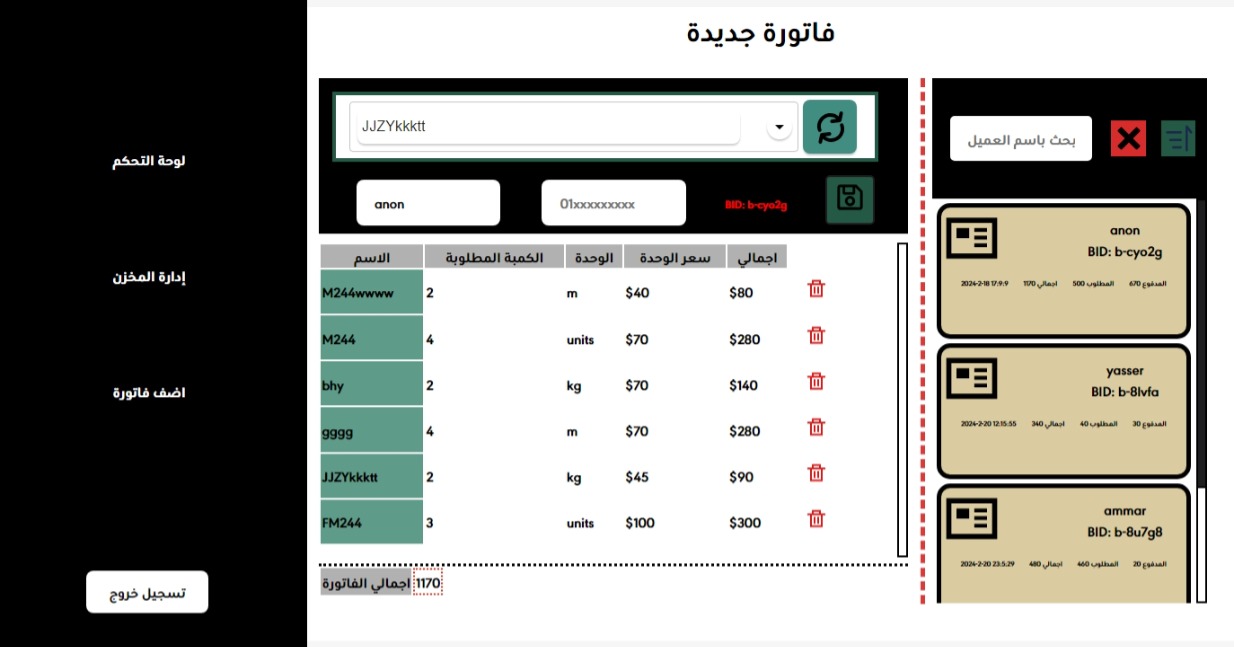 فاتورة جديدة
لوحة التحكم
إدارة المخزن
اضف فاتورة
تسجيل خروج
JJZYkkktt
anon
01xxxxxxxxx
BID: b-cyo2g
الاسم
الكمية المطلوبة
الوحدة
سعر الوحدة
اجمالي
M244wwww 2 m $40 $80
M244 4 units $70 $280
bhy 2 kg $70 $140
gggg 4 m $70 $280
JJZYkkktt 2 kg $45 $90
FM244 3 units $100 $300
اجمالي الفاتورة 1170
بحث باسم العميل
anon
BID: b-cyo2g
المدفوع 670 المطلوب 500 اجمالي 1170 2024-2-18 17:9:9
yasser
BID: b-8lvfa
المدفوع 30 المطلوب 40 اجمالي 340 2024-2-20 12:15:55
ammar
BID: b-8u7g8
المدفوع 20 المطلوب 460 اجمالي 480 2024-2-20 23:5:29